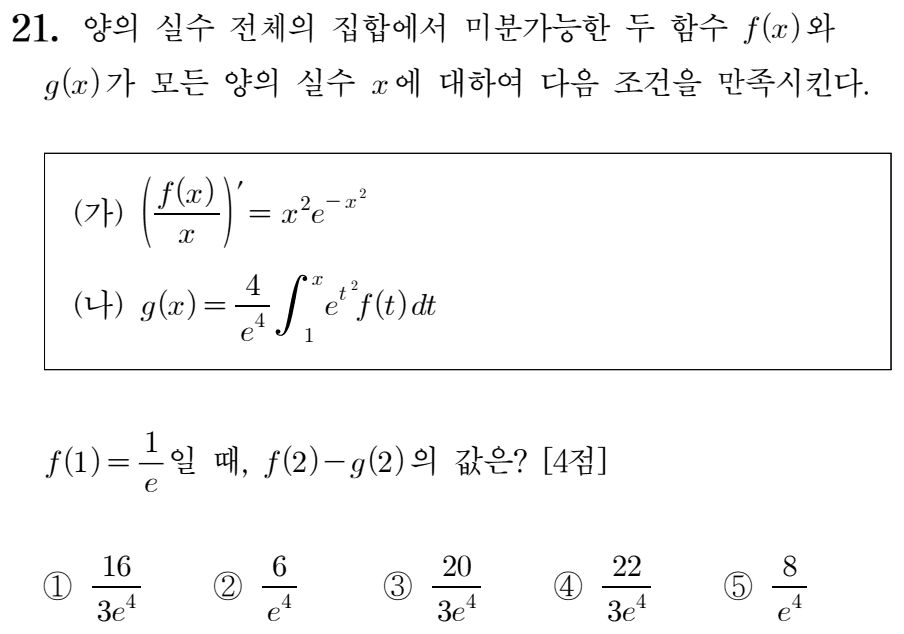 21. 양의 실수 전체의 집합에서 미분가능한 두 함수 f(x)와
g(x)가 모든 양의 실수 x에 대하여 다음 조건을 만족시킨다.
(가) (f(x)/x)′ = x²e^(−x²)
(나) g(x) = 4/e⁴ ∫₁ˣ e^(t²) f(t) dt
f(1) = 1/e일 때, f(2)−g(2)의 값은? [4점]
① 16/3e⁴ ② 6/e⁴ ③ 20/3e⁴ ④ 22/3e⁴ ⑤ 8/e⁴